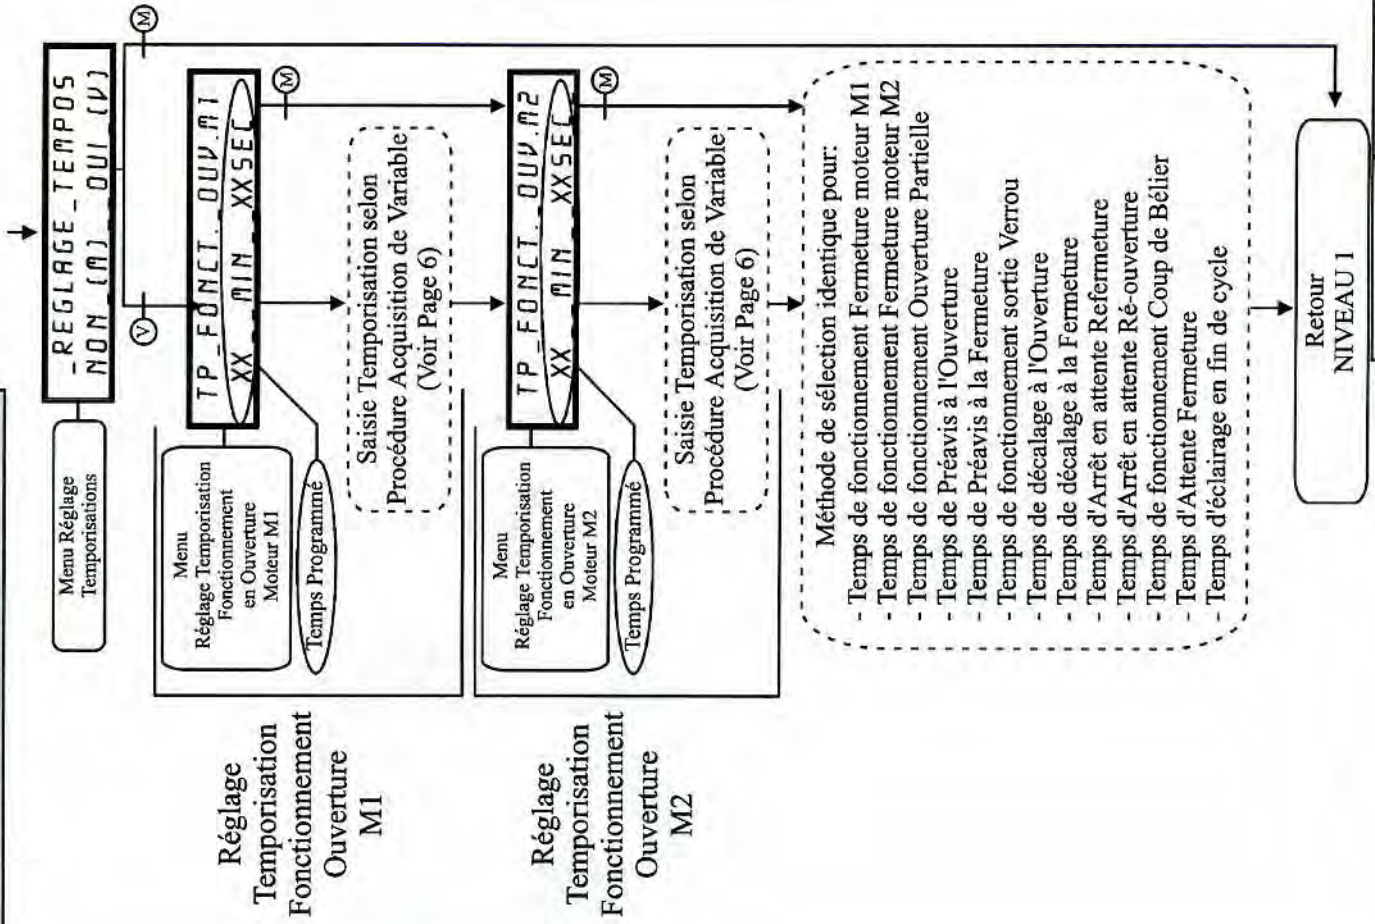 -REGLAGE_TEMPOS
NON (M) OUI (V)
Menu Réglage
Temporisations
M
V
TP_FONCT.OUV.M1
XX MIN XXSEC
Menu
Réglage Temporisation
Fonctionnement
en Ouverture
Moteur M1
Temps Programmé
M
Saisie Temporisation selon
Procédure Acquisition de Variable
(Voir Page 6)
Réglage
Temporisation
Fonctionnement
Ouverture
M1
TP_FONCT.OUV.M2
XX MIN XXSEC
Menu
Réglage Temporisation
Fonctionnement
en Ouverture
Moteur M2
Temps Programmé
M
Saisie Temporisation selon
Procédure Acquisition de Variable
(Voir Page 6)
Réglage
Temporisation
Fonctionnement
Ouverture
M2
Méthode de sélection identique pour:
- Temps de fonctionnement Fermeture moteur M1
- Temps de fonctionnement Fermeture moteur M2
- Temps de fonctionnement Ouverture Partielle
- Temps de Préavis à l'Ouverture
- Temps de Préavis à la Fermeture
- Temps de fonctionnement sortie Verrou
- Temps de décalage à l'Ouverture
- Temps de décalage à la Fermeture
- Temps d'Arrêt en attente Refermeture
- Temps d'Arrêt en attente Ré-ouverture
- Temps de fonctionnement Coup de Bélier
- Temps d'Attente Fermeture
- Temps d'éclairage en fin de cycle
Retour
NIVEAU 1